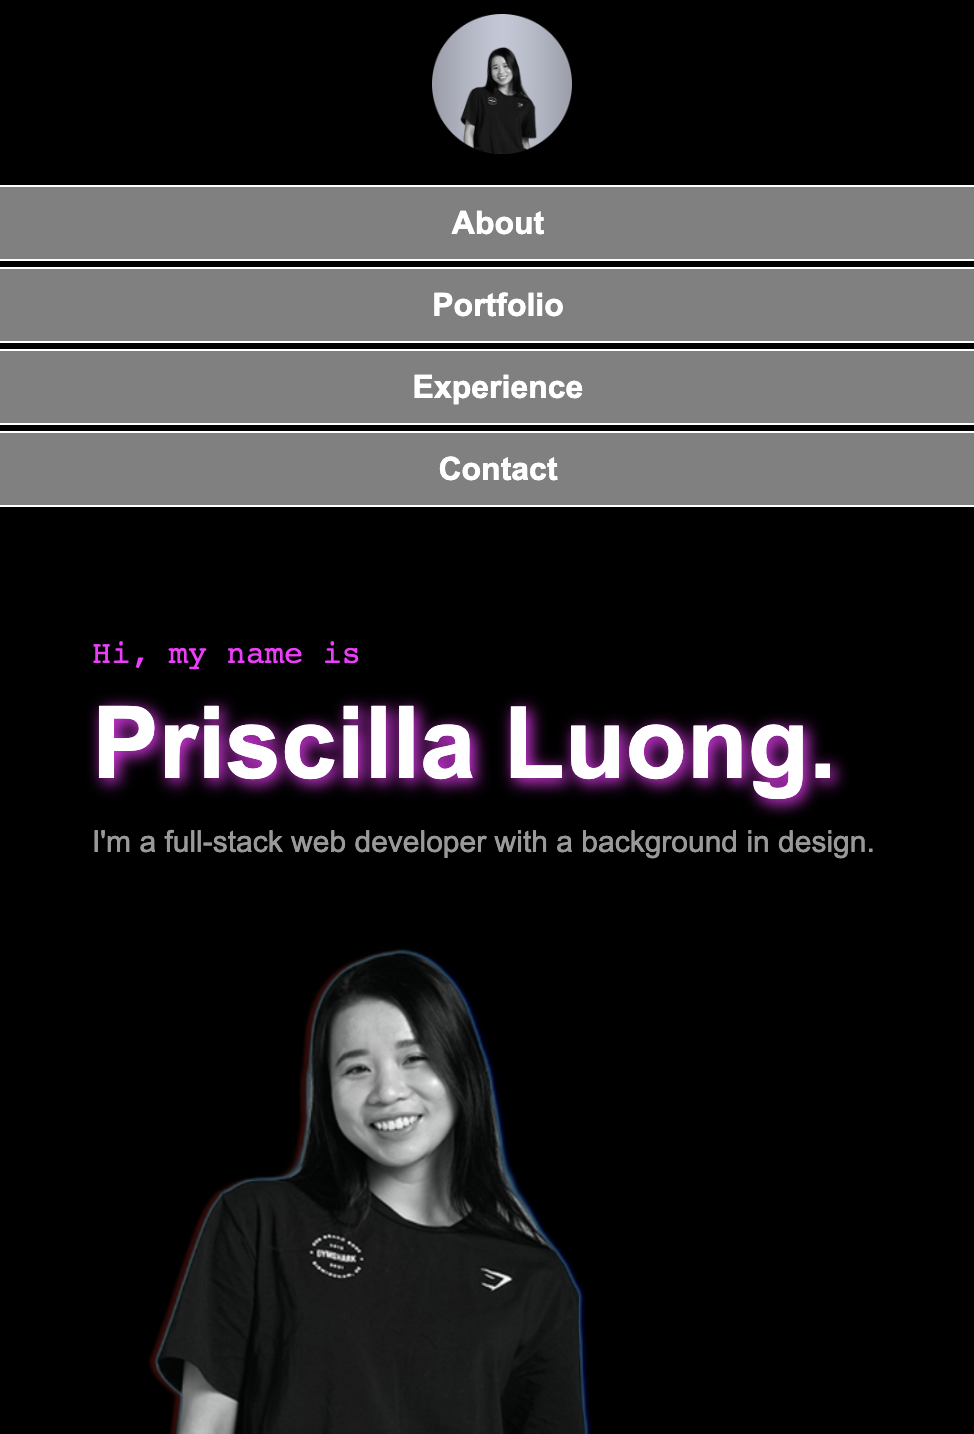 About
Portfolio
Experience
Contact
Hi, my name is
Priscilla Luong.
I'm a full-stack web developer with a background in design.
GYMSHARK